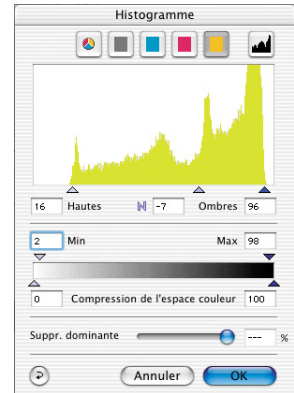 Histogramme
16 Hautes -7 Ombres 96
2 Min Max 98
0 Compression de l'espace couleur 100
Suppr. dominante --- %
Annuler OK